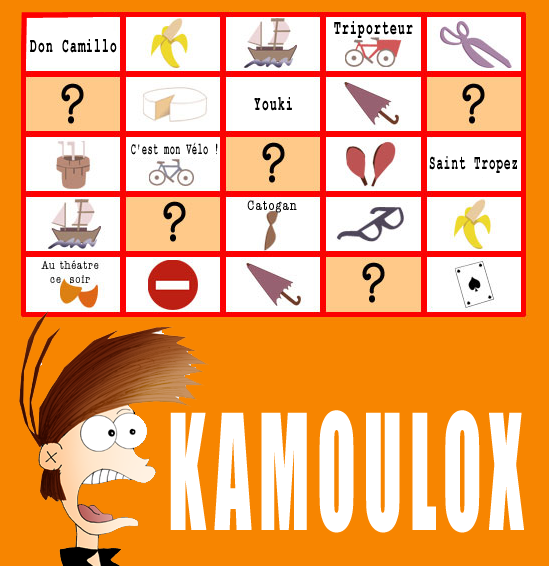 Don Camillo
Triporteur
?
Youki
?
C'est mon Vélo !
?
Saint Tropez
?
Catogan
Au théatre
ce soir
?
KAMOULOX